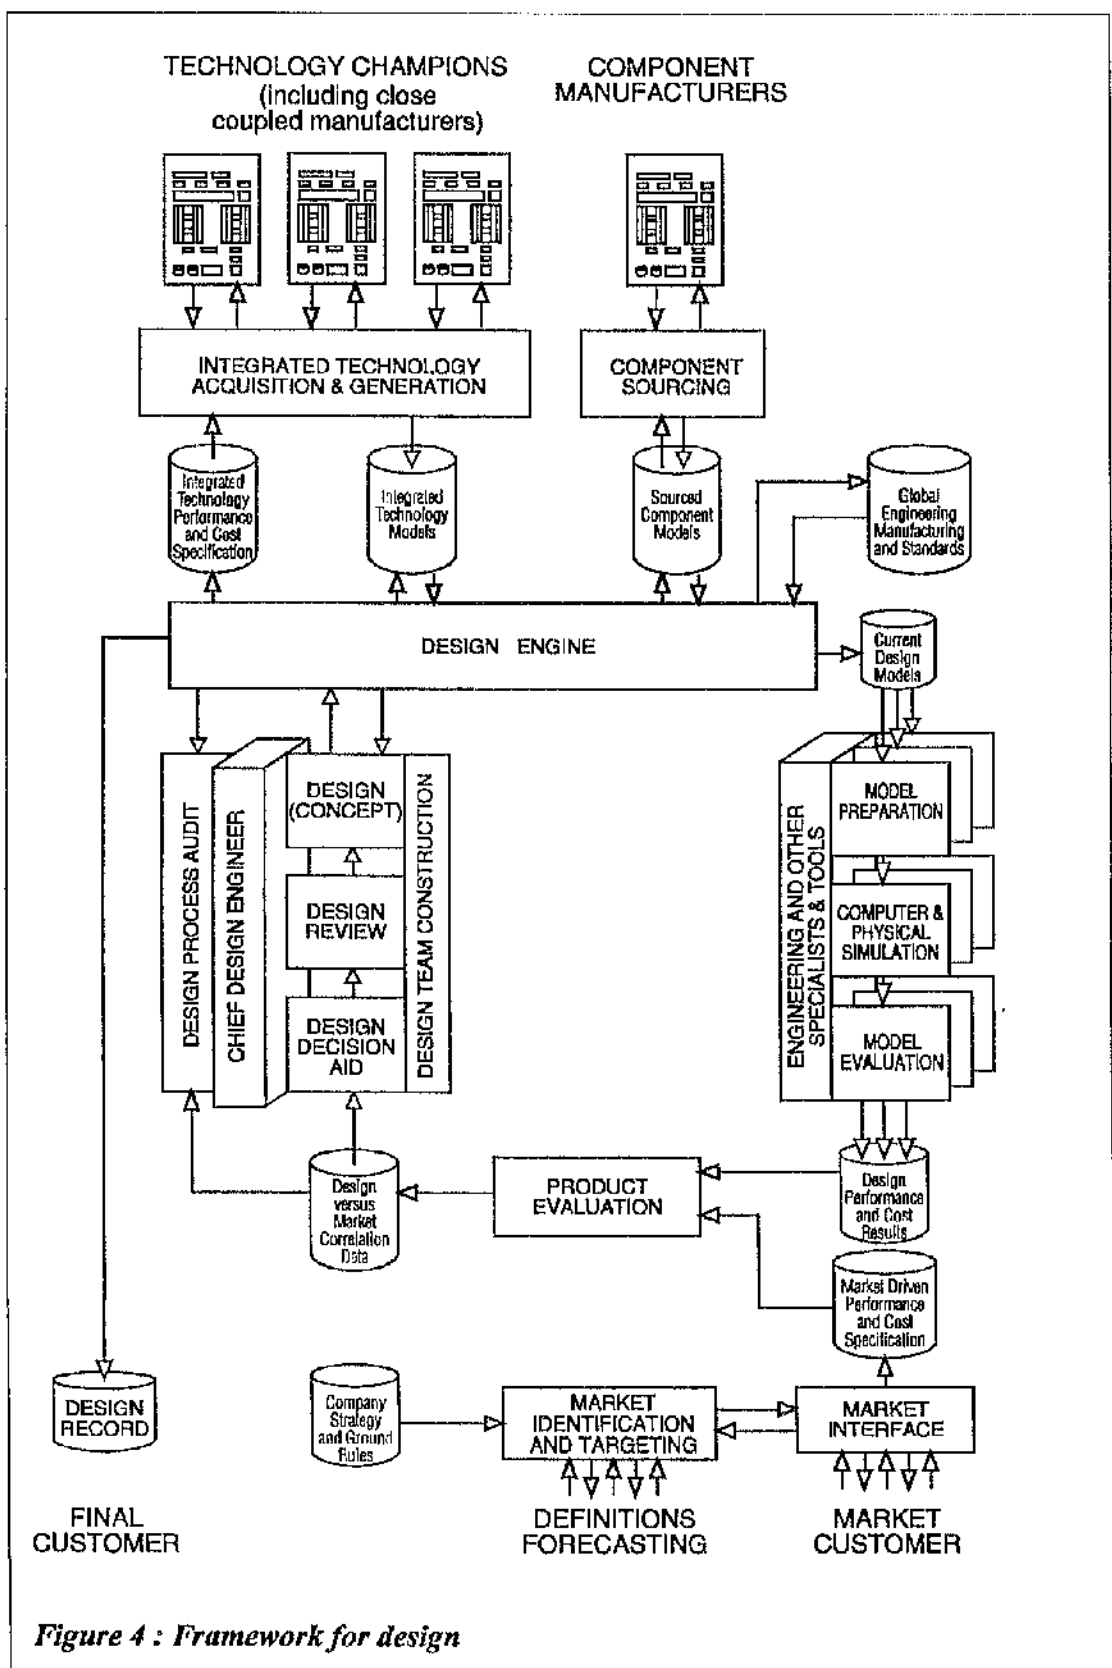 TECHNOLOGY CHAMPIONS
(including close
coupled manufacturers)
COMPONENT
MANUFACTURERS
INTEGRATED TECHNOLOGY
ACQUISITION & GENERATION
COMPONENT
SOURCING
Integrated
Technology
Performance
and Cost
Specification
Integrated
Technology
Models
Sourced
Component
Models
Global
Engineering
Manufacturing
and Standards
DESIGN ENGINE
Current
Design
Models
DESIGN PROCESS AUDIT
CHIEF DESIGN ENGINEER
DESIGN
(CONCEPT)
DESIGN
REVIEW
DESIGN
DECISION
AID
DESIGN TEAM CONSTRUCTION
ENGINEERING AND OTHER
SPECIALISTS & TOOLS
MODEL
PREPARATION
COMPUTER &
PHYSICAL
SIMULATION
MODEL
EVALUATION
Design
versus
Market
Correlation
Data
PRODUCT
EVALUATION
Design
Performance
and Cost
Results
Market Driven
Performance
and Cost
Specification
DESIGN
RECORD
Company
Strategy
and Ground
Rules
MARKET
IDENTIFICATION
AND TARGETING
MARKET
INTERFACE
FINAL
CUSTOMER
DEFINITIONS
FORECASTING
MARKET
CUSTOMER
Figure 4 : Framework for design